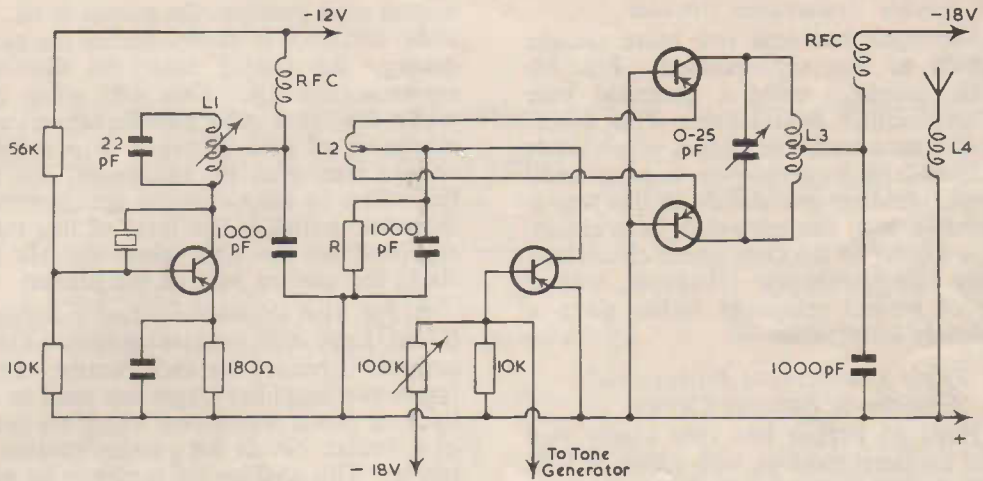 -12V
-18V
RFC
RFC
L1
22
pF
56K
L2
0-25
pF
L3
L4
1000
pF
R
1000
pF
10K
180Ω
100K
10K
1000pF
+
-18V
To Tone
Generator